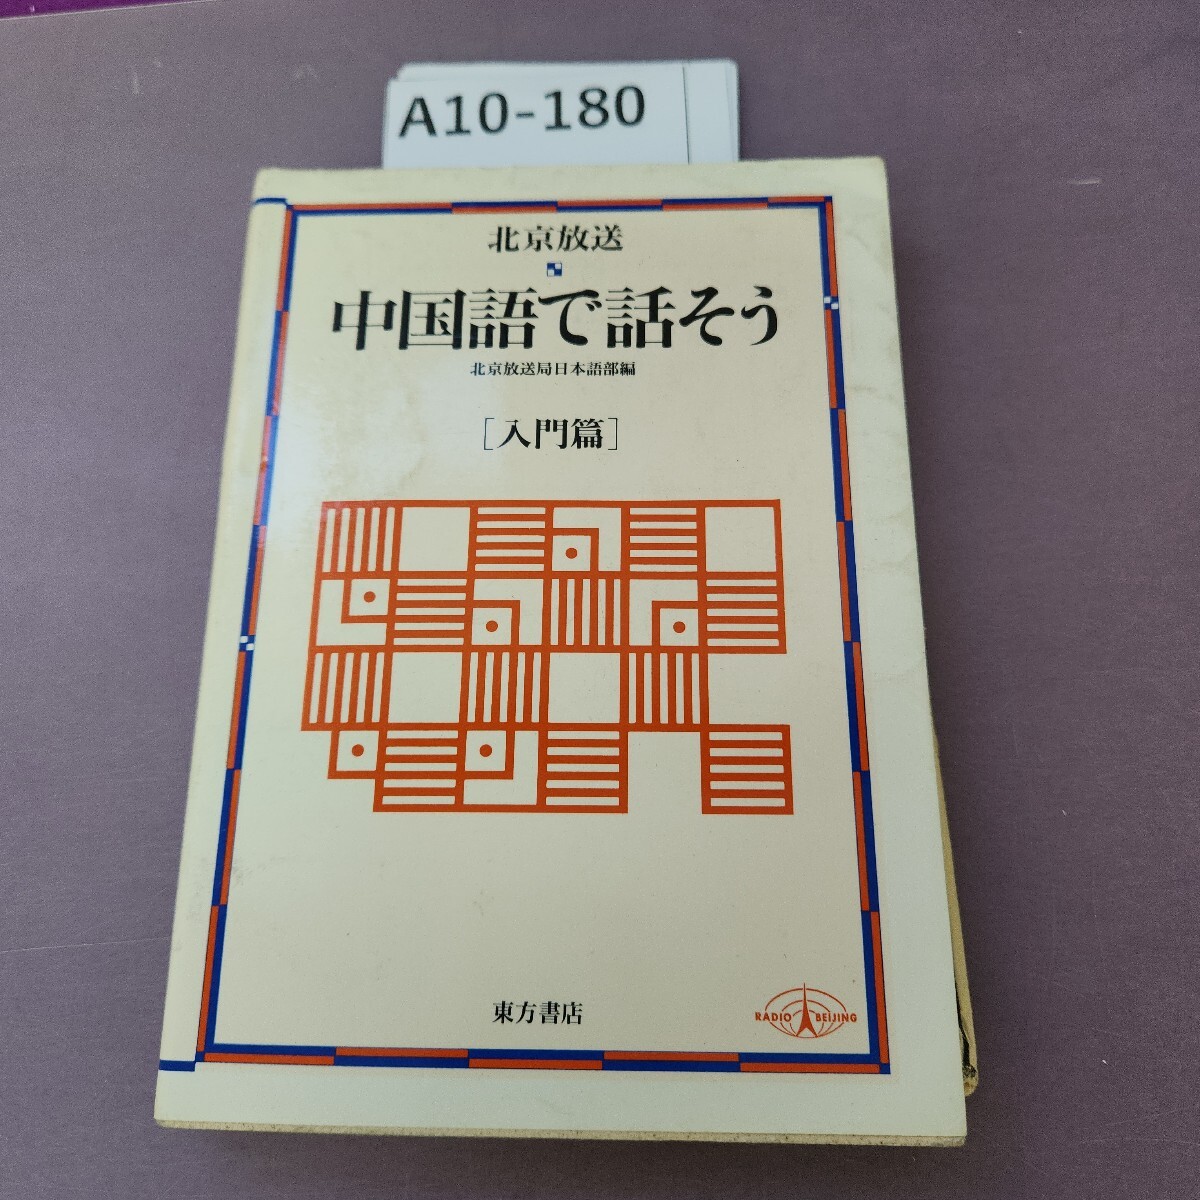 A10-180
北京放送
中国語で話そう
北京放送局日本語部編
[入門篇]
東方書店
RADIO BEIJING